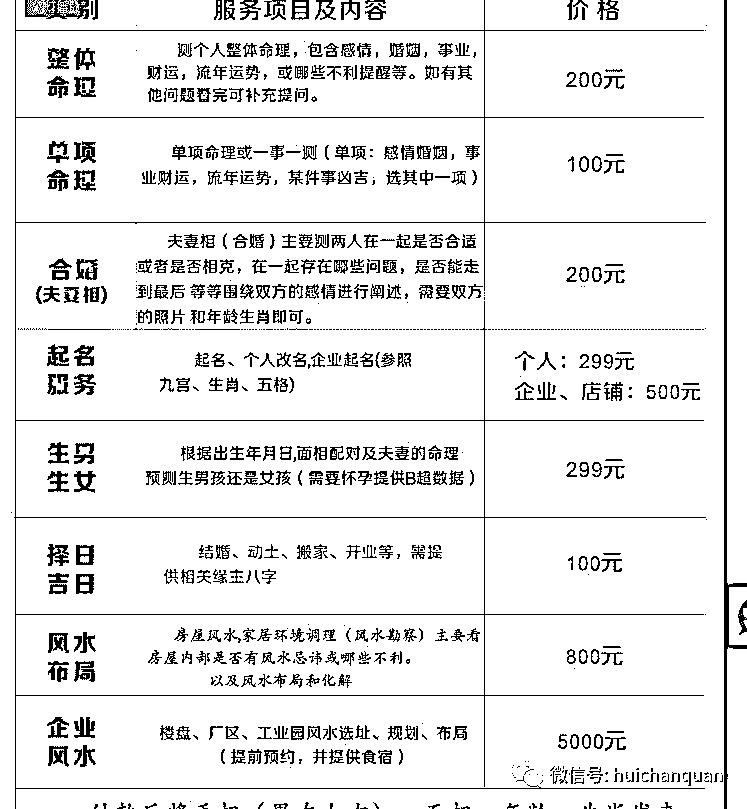 类别 服务项目及内容 价格
整体
命理
测个人整体命理，包含感情，婚姻，事业，
财运，流年运势，或哪些不利提醒等。如有其
他问题看完可补充提问。
200元
单项
命理
单项命理或一事一测（单项：感情婚姻，事
业财运，流年运势，某件事凶吉，选其中一项）
100元
合婚
(夫妻相)
夫妻相（合婚）主要测两人在一起是否合适
或者是否相克，在一起存在哪些问题，是否能走
到最后 等等围绕双方的感情进行阐述，需要双方
的照片 和年龄生肖即可。
200元
起名
服务
起名、个人改名,企业起名(参照
九宫、生肖、五格)
个人：299元
企业、店铺：500元
生男
生女
根据出生年月日,面相配对及夫妻的命理
预测生男孩还是女孩（需要怀孕提供B超数据）
299元
择日
吉日
结婚、动土、搬家、开业等，需提
供相关缘主八字
100元
风水
布局
房屋风水,家居环境调理（风水勘察）主要看
房屋内部是否有风水忌讳或哪些不利。
以及风水布局和化解
800元
企业
风水
楼盘、厂区、工业园风水选址、规划、布局
（提前预约，并提供食宿）
5000元
微信号: huichanquan